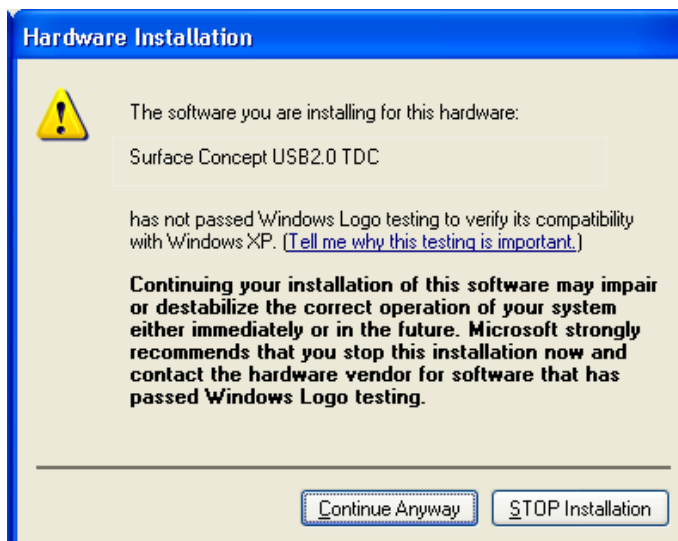 Hardware Installation
The software you are installing for this hardware:
Surface Concept USB2.0 TDC
has not passed Windows Logo testing to verify its compatibility
with Windows XP. (Tell me why this testing is important.)
Continuing your installation of this software may impair
or destabilize the correct operation of your system
either immediately or in the future. Microsoft strongly
recommends that you stop this installation now and
contact the hardware vendor for software that has
passed Windows Logo testing.
Continue Anyway
STOP Installation